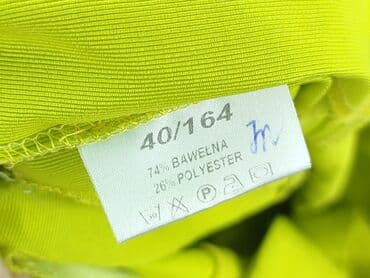 40/164
74% BAWEŁNA
26% POLYESTER
P